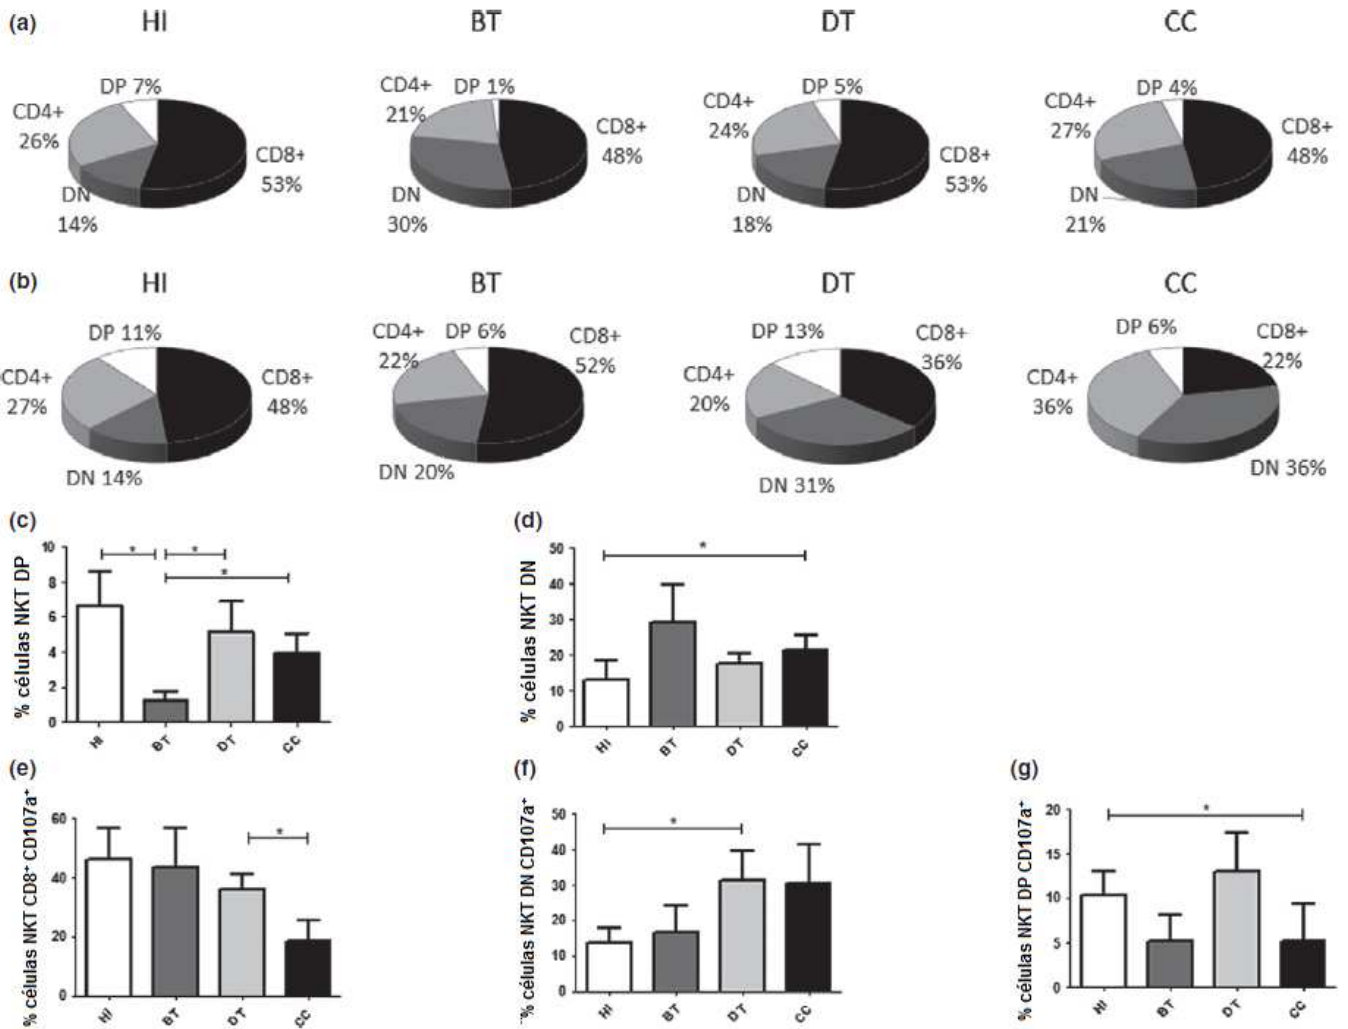 (a) HI BT DT CC
DP 7%
CD4+
26%
CD8+
53%
DN
14%
CD4+
21%
DP 1%
CD8+
48%
DN
30%
DP 5%
CD4+
24%
CD8+
53%
DN
18%
DP 4%
CD4+
27%
CD8+
48%
DN
21%
(b) HI BT DT CC
DP 11%
CD4+
27%
CD8+
48%
DN 14%
CD4+
22%
DP 6%
CD8+
52%
DN 20%
DP 13%
CD8+
36%
CD4+
20%
DN 31%
DP 6%
CD8+
22%
CD4+
36%
DN 36%
(c)
% células NKT DP
10
8
6
4
2
0
* *
*
HI BT DT CC
(d)
% células NKT DN
50
40
30
20
10
0
*
HI BT DT CC
(e)
% células NKT CD8⁺ CD107a⁺
60
40
20
0
*
HI BT DT CC
(f)
% células NKT DN CD107a⁺
50
40
30
20
10
0
*
HI BT DT CC
(g)
% células NKT DP CD107a⁺
20
15
10
5
0
*
HI BT DT CC